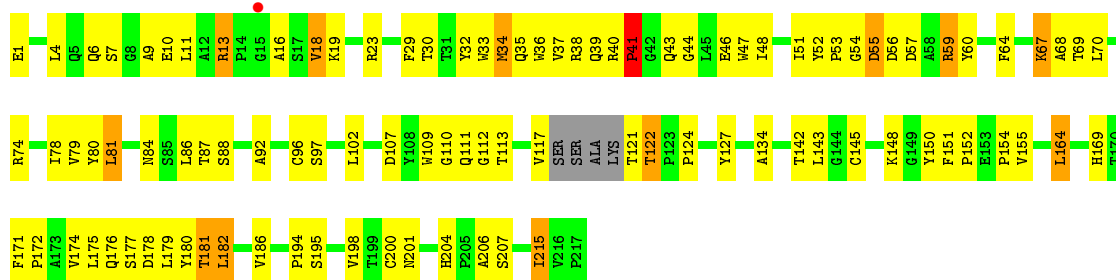 E1 L4 Q5 Q6 S7 G8 A9 E10 L11 A12 R13 P14 G15 A16 S17 V18 K19 R23 F29 T30 T31 Y32 W33 M34 Q35 W36 V37 R38 Q39 R40 P41 G42 Q43 G44 L45 E46 W47 I48 I51 Y52 P53 G54 D55 D56 D57 A58 R59 Y60 F64 K67 A68 T69 L70
R74 I78 V79 Y80 L81 N84 S85 L86 T87 S88 A92 C96 S97 L102 D107 Y108 W109 G110 Q111 G112 T113 V117 SER SER ALA LYS T121 T122 P123 P124 Y127 A134 T142 L143 G144 C145 K148 G149 Y150 F151 P152 E153 P154 V155 L164 H169 T170
F171 P172 A173 V174 L175 Q176 S177 D178 L179 Y180 T181 L182 V186 P194 S195 V198 T199 C200 N201 H204 P205 A206 S207 I215 V216 P217